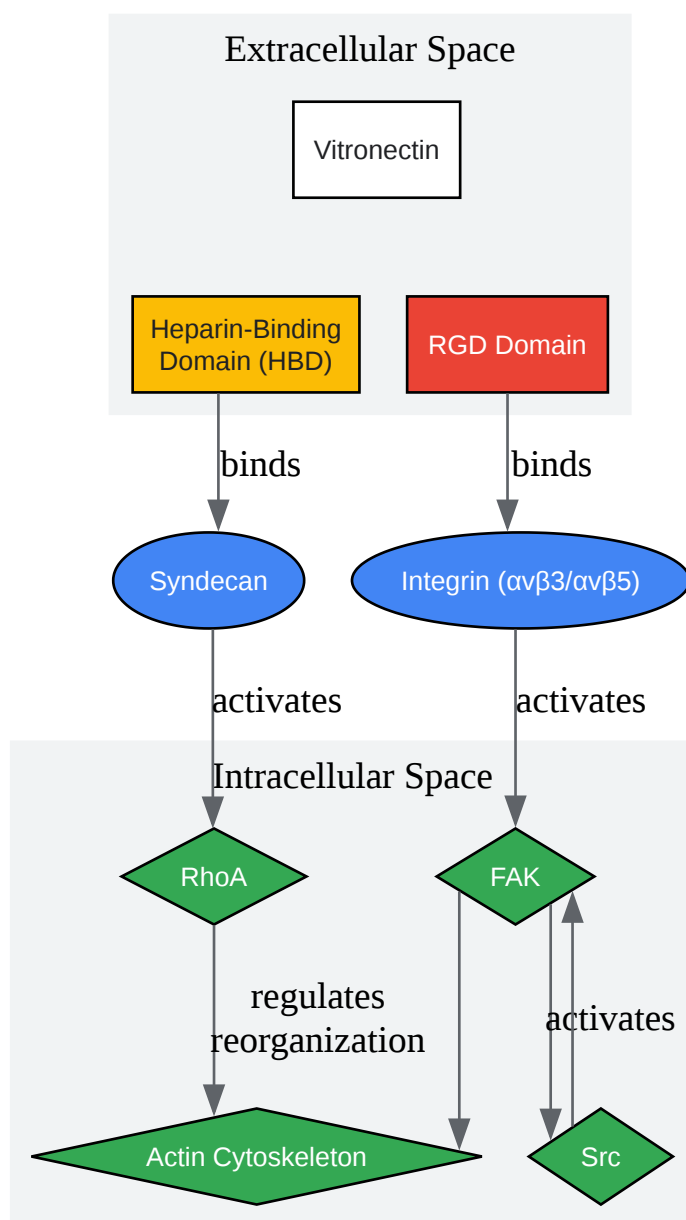 Extracellular Space
Vitronectin
Heparin-Binding
Domain (HBD)
RGD Domain
binds
binds
Syndecan
Integrin (αvβ3/αvβ5)
activates
activates
Intracellular Space
RhoA
FAK
regulates
reorganization
activates
Actin Cytoskeleton
Src